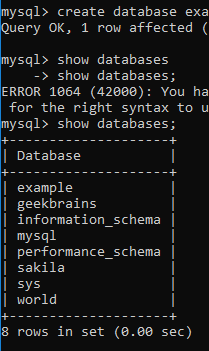 mysql> create database exa
Query OK, 1 row affected (
mysql> show databases
    -> show databases;
ERROR 1064 (42000): You ha
 for the right syntax to u
mysql> show databases;
+--------------------+
| Database           |
+--------------------+
| example            |
| geekbrains         |
| information_schema |
| mysql              |
| performance_schema |
| sakila             |
| sys                |
| world              |
+--------------------+
8 rows in set (0.00 sec)